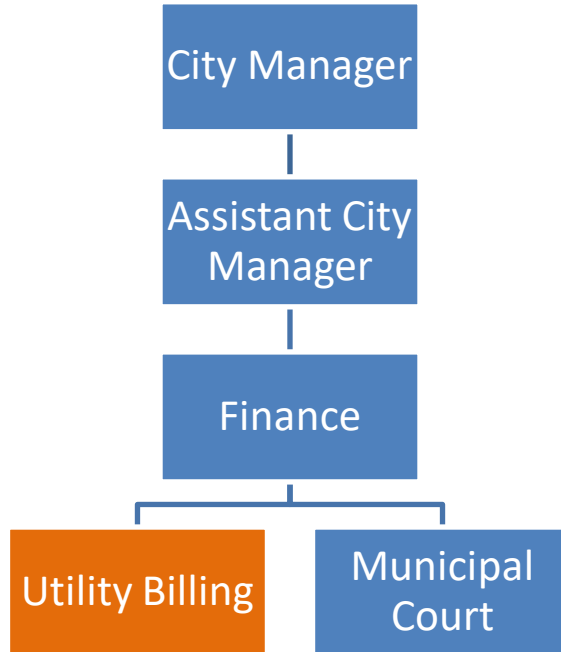 City Manager
Assistant City
Manager
Finance
Utility Billing
Municipal
Court